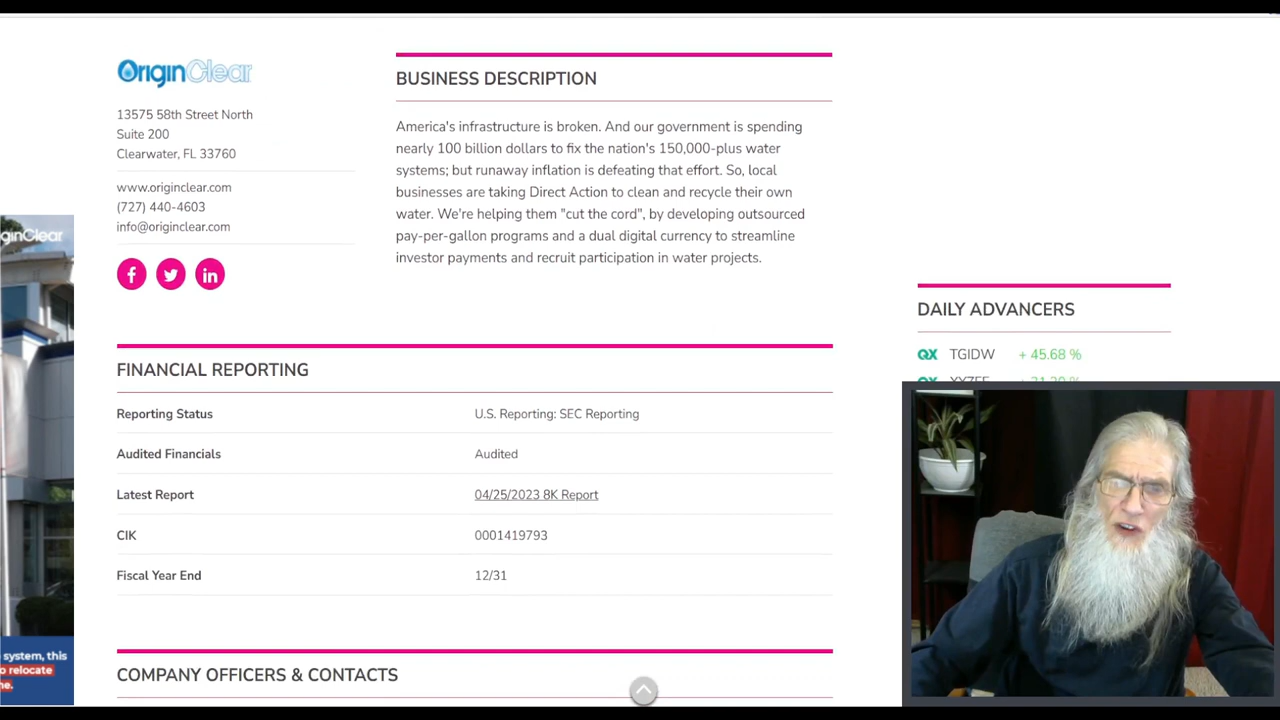 OriginClear
13575 58th Street North
Suite 200
Clearwater, FL 33760
www.originclear.com
(727) 440-4603
info@originclear.com
BUSINESS DESCRIPTION
America's infrastructure is broken. And our government is spending
nearly 100 billion dollars to fix the nation's 150,000-plus water
systems; but runaway inflation is defeating that effort. So, local
businesses are taking Direct Action to clean and recycle their own
water. We're helping them "cut the cord", by developing outsourced
pay-per-gallon programs and a dual digital currency to streamline
investor payments and recruit participation in water projects.
ginClear
system, this
o relocate
ne.
FINANCIAL REPORTING
Reporting Status U.S. Reporting: SEC Reporting
Audited Financials Audited
Latest Report 04/25/2023 8K Report
CIK 0001419793
Fiscal Year End 12/31
COMPANY OFFICERS & CONTACTS
DAILY ADVANCERS
QX TGIDW + 45.68 %
QX